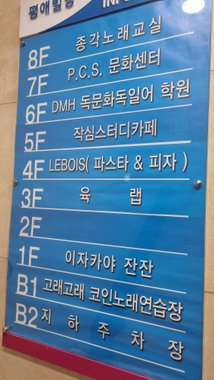 평해빌딩 INFO
8F 종각노래교실
7F P.C.S. 문화센터
6F DMH 독문화독일어 학원
5F 작심스터디카페
4F LEBOIS( 파스타 & 피자 )
3F 육 랩
2F
1F 이자카야 잔잔
B1 고래고래 코인노래연습장
B2 지 하 주 차 장